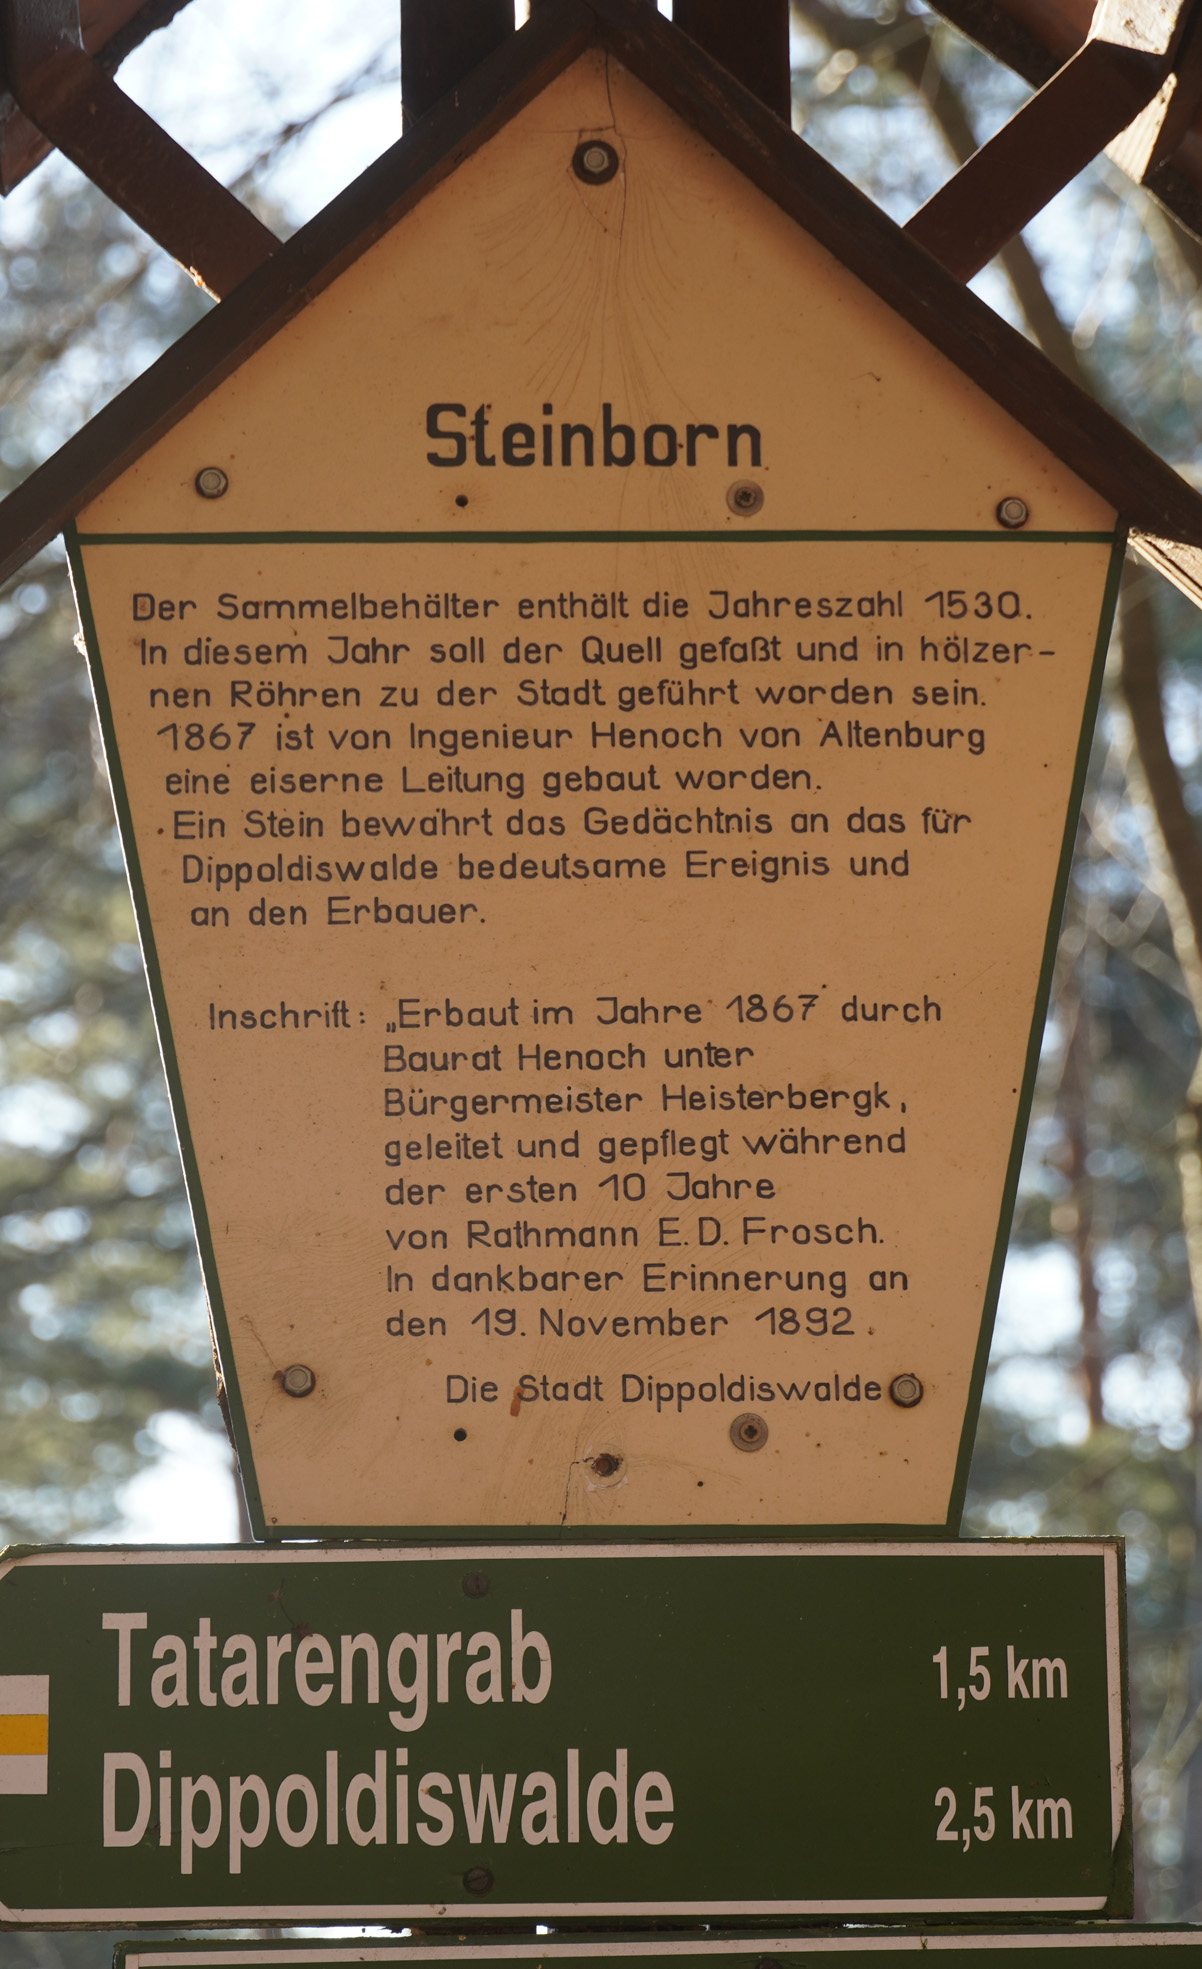 Steinborn
Der Sammelbehälter enthält die Jahreszahl 1530.
In diesem Jahr soll der Quell gefaßt und in hölzer-
nen Röhren zu der Stadt geführt worden sein.
1867 ist von Ingenieur Henoch von Altenburg
eine eiserne Leitung gebaut worden.
Ein Stein bewahrt das Gedächtnis an das für
Dippoldiswalde bedeutsame Ereignis und
an den Erbauer.
Inschrift: „Erbaut im Jahre 1867 durch
Baurat Henoch unter
Bürgermeister Heisterbergk,
geleitet und gepflegt während
der ersten 10 Jahre
von Rathmann E. D. Frosch.
In dankbarer Erinnerung an
den 19. November 1892.
Die Stadt Dippoldiswalde
Tatarengrab 1,5 km
Dippoldiswalde 2,5 km